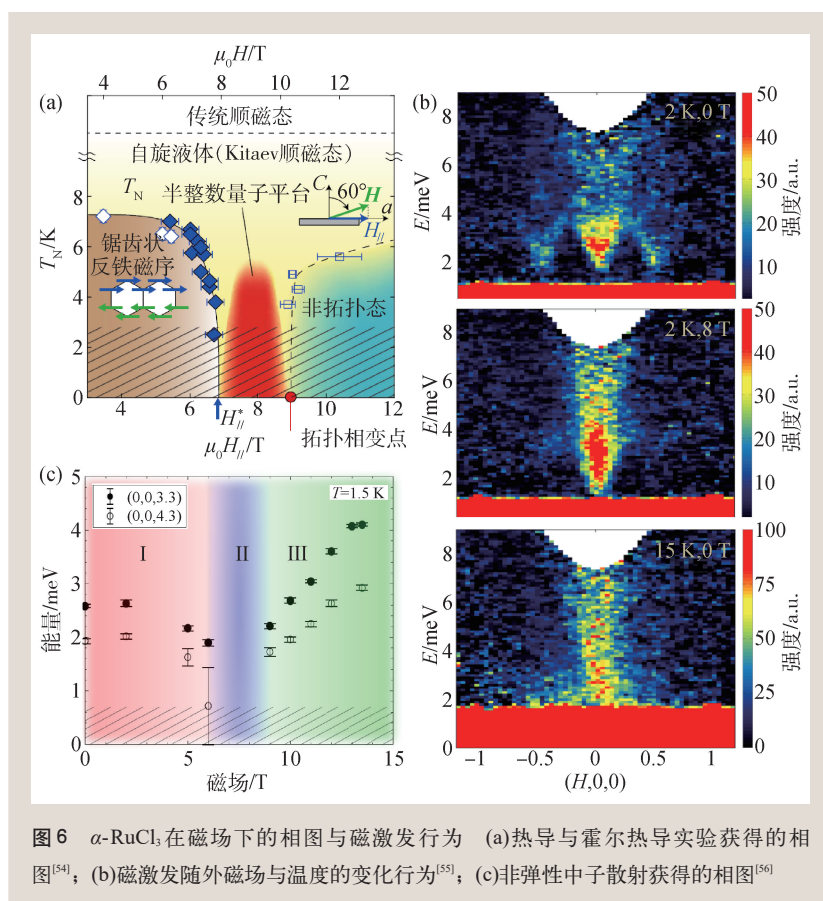 μ₀H/T
4 6 8 10 12
(a)
传统顺磁态
自旋液体(Kitaev顺磁态)
T_N
半整数量子平台
C
60°
H
a
H_//
锯齿状
反铁磁序
非拓扑态
T_N/K
8
6
4
2
0
4 6 8 10 12
H*_//
μ₀H_///T
拓扑相变点
(b)
2 K,0 T
E/meV
8
6
4
2
50
40
30
20
10
强度/a.u.
2 K,8 T
E/meV
8
6
4
2
50
40
30
20
10
强度/a.u.
15 K,0 T
E/meV
8
6
4
2
0
100
75
50
25
0
强度/a.u.
−1 −0.5 0 0.5 1
(H,0,0)
(c)
(0,0,3.3)
(0,0,4.3)
T=1.5 K
I II III
能量/meV
5
4
3
2
1
0
0 5 10 15
磁场/T
图6 α-RuCl₃在磁场下的相图与磁激发行为 (a)热导与霍尔热导实验获得的相
图[54]；(b)磁激发随外磁场与温度的变化行为[55]；(c)非弹性中子散射获得的相图[56]